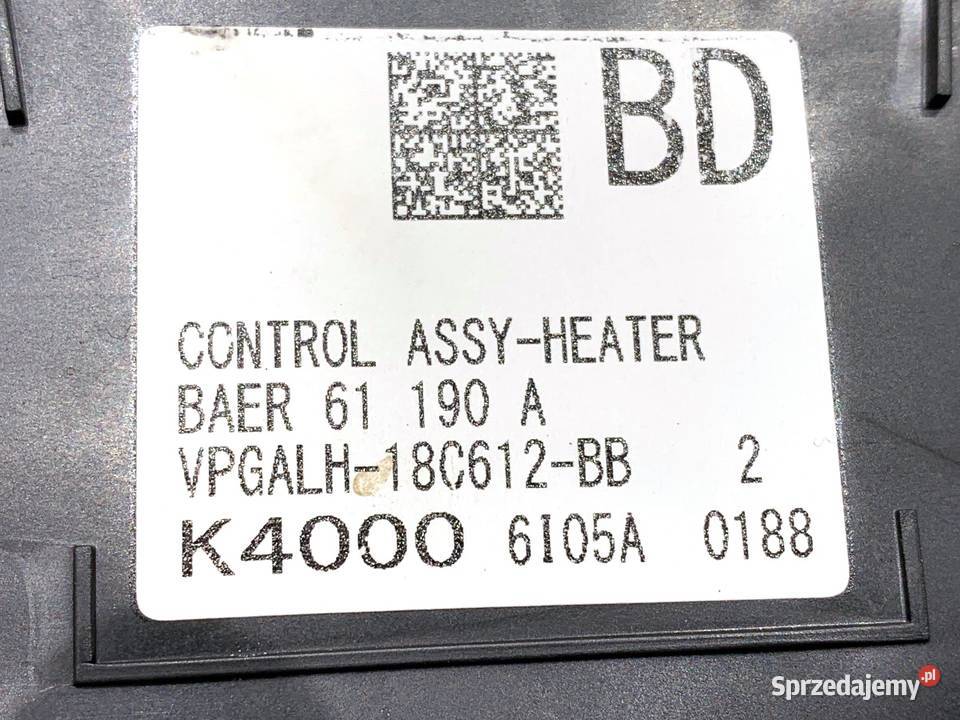 BD
CONTROL ASSY-HEATER
BAER 61 190 A
VPGALH-18C612-BB 2
K4000 6I05A 0188
Sprzedajemy.pl